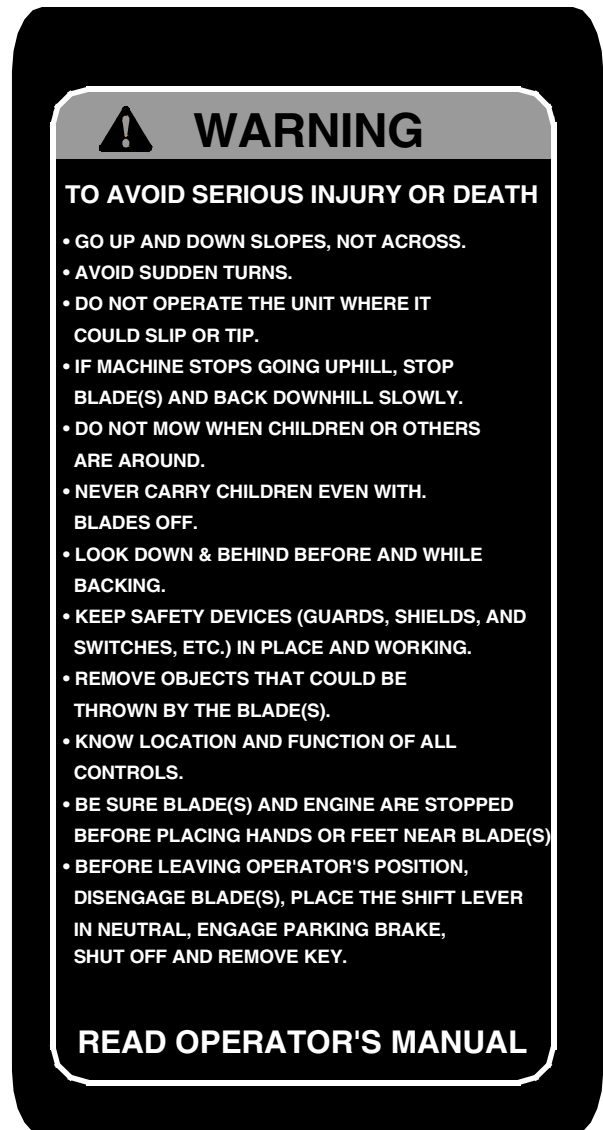 WARNING
TO AVOID SERIOUS INJURY OR DEATH
• GO UP AND DOWN SLOPES, NOT ACROSS.
• AVOID SUDDEN TURNS.
• DO NOT OPERATE THE UNIT WHERE IT
COULD SLIP OR TIP.
• IF MACHINE STOPS GOING UPHILL, STOP
BLADE(S) AND BACK DOWNHILL SLOWLY.
• DO NOT MOW WHEN CHILDREN OR OTHERS
ARE AROUND.
• NEVER CARRY CHILDREN EVEN WITH.
BLADES OFF.
• LOOK DOWN & BEHIND BEFORE AND WHILE
BACKING.
• KEEP SAFETY DEVICES (GUARDS, SHIELDS, AND
SWITCHES, ETC.) IN PLACE AND WORKING.
• REMOVE OBJECTS THAT COULD BE
THROWN BY THE BLADE(S).
• KNOW LOCATION AND FUNCTION OF ALL
CONTROLS.
• BE SURE BLADE(S) AND ENGINE ARE STOPPED
BEFORE PLACING HANDS OR FEET NEAR BLADE(S)
• BEFORE LEAVING OPERATOR'S POSITION,
DISENGAGE BLADE(S), PLACE THE SHIFT LEVER
IN NEUTRAL, ENGAGE PARKING BRAKE,
SHUT OFF AND REMOVE KEY.
READ OPERATOR'S MANUAL